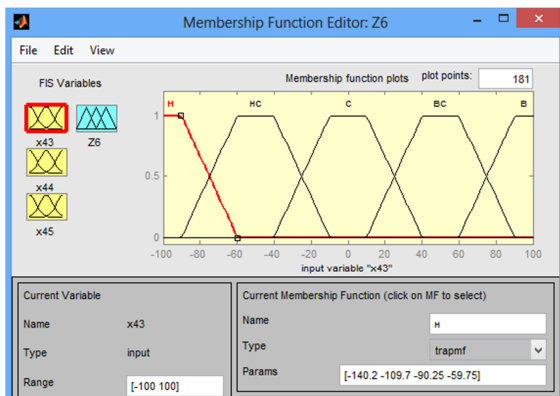 Membership Function Editor: Z6
File Edit View
FIS Variables
x43
Z6
x44
x45
Membership function plots plot points: 181
H HC C BC B
1
0.5
0
-100 -80 -60 -40 -20 0 20 40 60 80 100
input variable "x43"
Current Variable
Name x43
Type input
Range [-100 100]
Current Membership Function (click on MF to select)
Name H
Type trapmf
Params [-140.2 -109.7 -90.25 -59.75]